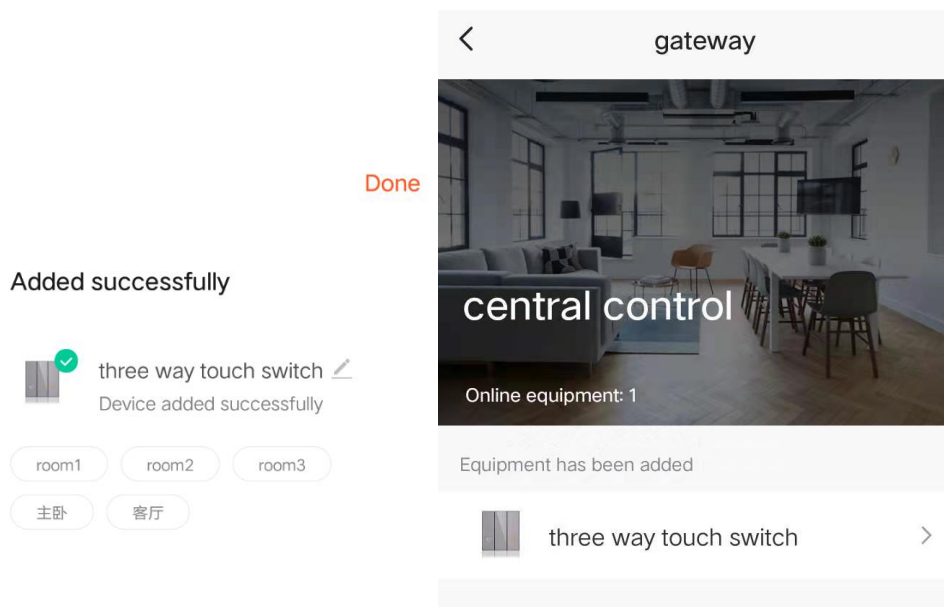 Done
Added successfully
three way touch switch
Device added successfully
room1 room2 room3
主卧 客厅
gateway
central control
Online equipment: 1
Equipment has been added
three way touch switch